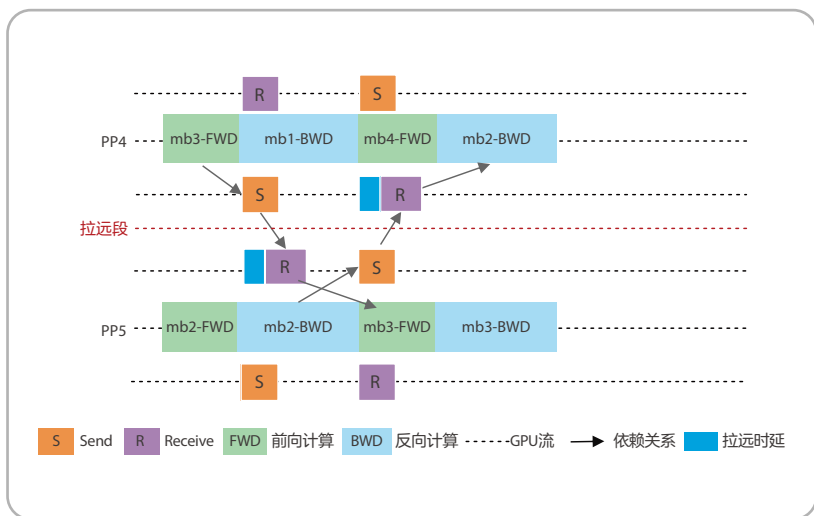 R S
PP4 mb3-FWD mb1-BWD mb4-FWD mb2-BWD
S R
拉远段
R S
PP5 mb2-FWD mb2-BWD mb3-FWD mb3-BWD
S R
S Send R Receive FWD 前向计算 BWD 反向计算 GPU流 依赖关系 拉远时延